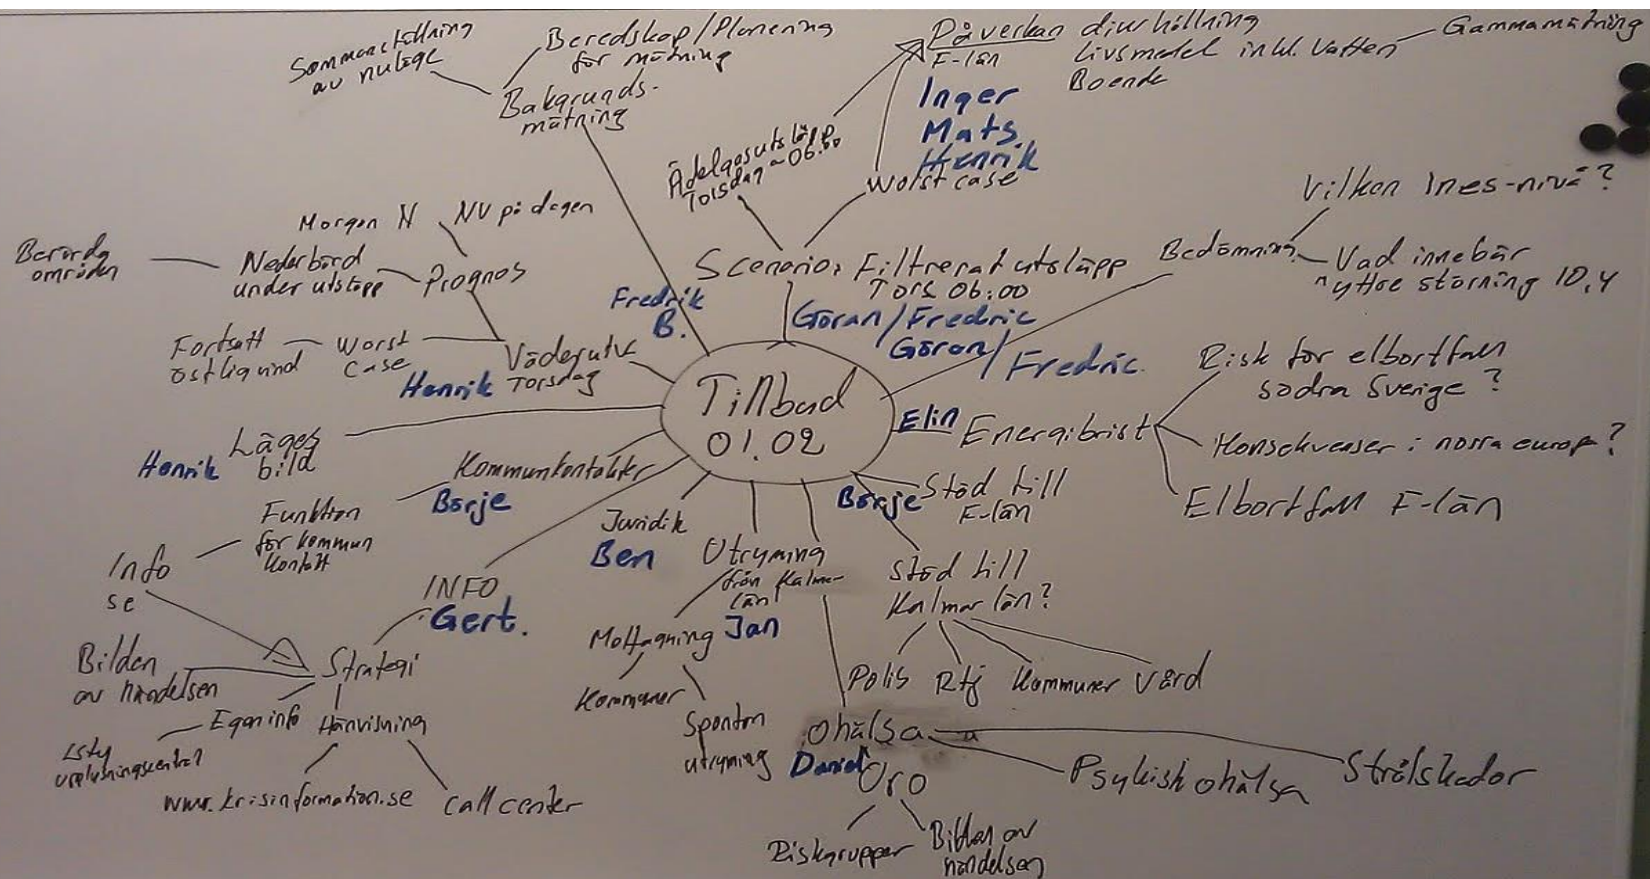 Sammanställning
av nuläge
Beredskap/Planering
för mätning
Bakgrunds-
mätning
Påverkan
F-län
djurhållning
Livsmedel inkl. Vatten
Boende
Gammamätning
Inger
Mats
Henrik
Ädelgasutsläpp
Torsdag ~ 06.00
Worst case
Scenario: Filtrerat utsläpp
Tors 06:00
Göran/Fredric
Bedömning
Vilken Ines-nivå?
Vad innebär
yttre störning 10,4
Göran/Fredric.
Morgon N
NV på dagen
Berörda
områden
Nederbörd
under utsläpp
Prognos
Fredrik
B.
Fortsatt
ostlig vind
Worst
case
Väderutv
Torsdag
Henrik
Tillbud
01.02
Läges
bild
Henrik
Elin
Energibrist
Risk för elbortfall
södra Sverige?
Konsekvenser i norra europa?
Elbortfall F-län
Kommunkontakter
Börje
Funktion
för kommun
kontakt
Juridik
Ben
Börje
Stöd till
F-län
Stöd till
Kalmar län?
Polis
Rtj
Kommuner
Vård
Utrymning
från Kalmar
län
Jan
Mottagning
Kommuner
Spontan
utrymning
INFO
Gert.
Info
se
Strategi
Bilden
av händelsen
Egen info
Lsty
upplysningscentral
Hänvisning
www.krisinformation.se
call center
Ohälsa
Daniel
Oro
Riskgrupper
Bilden av
händelsen
Psykisk ohälsa
Strålskador